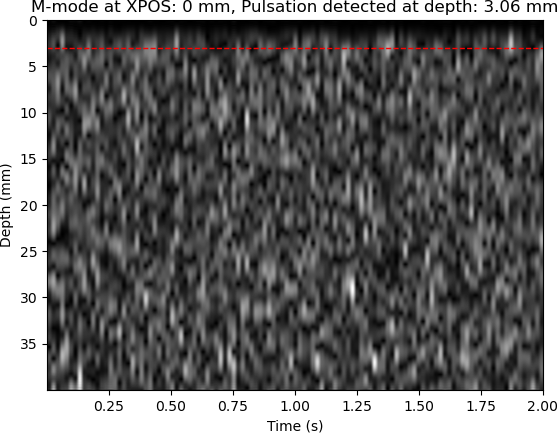 M-mode at XPOS: 0 mm, Pulsation detected at depth: 3.06 mm
0
5
10
15
20
25
30
35
Depth (mm)
0.25 0.50 0.75 1.00 1.25 1.50 1.75 2.00
Time (s)